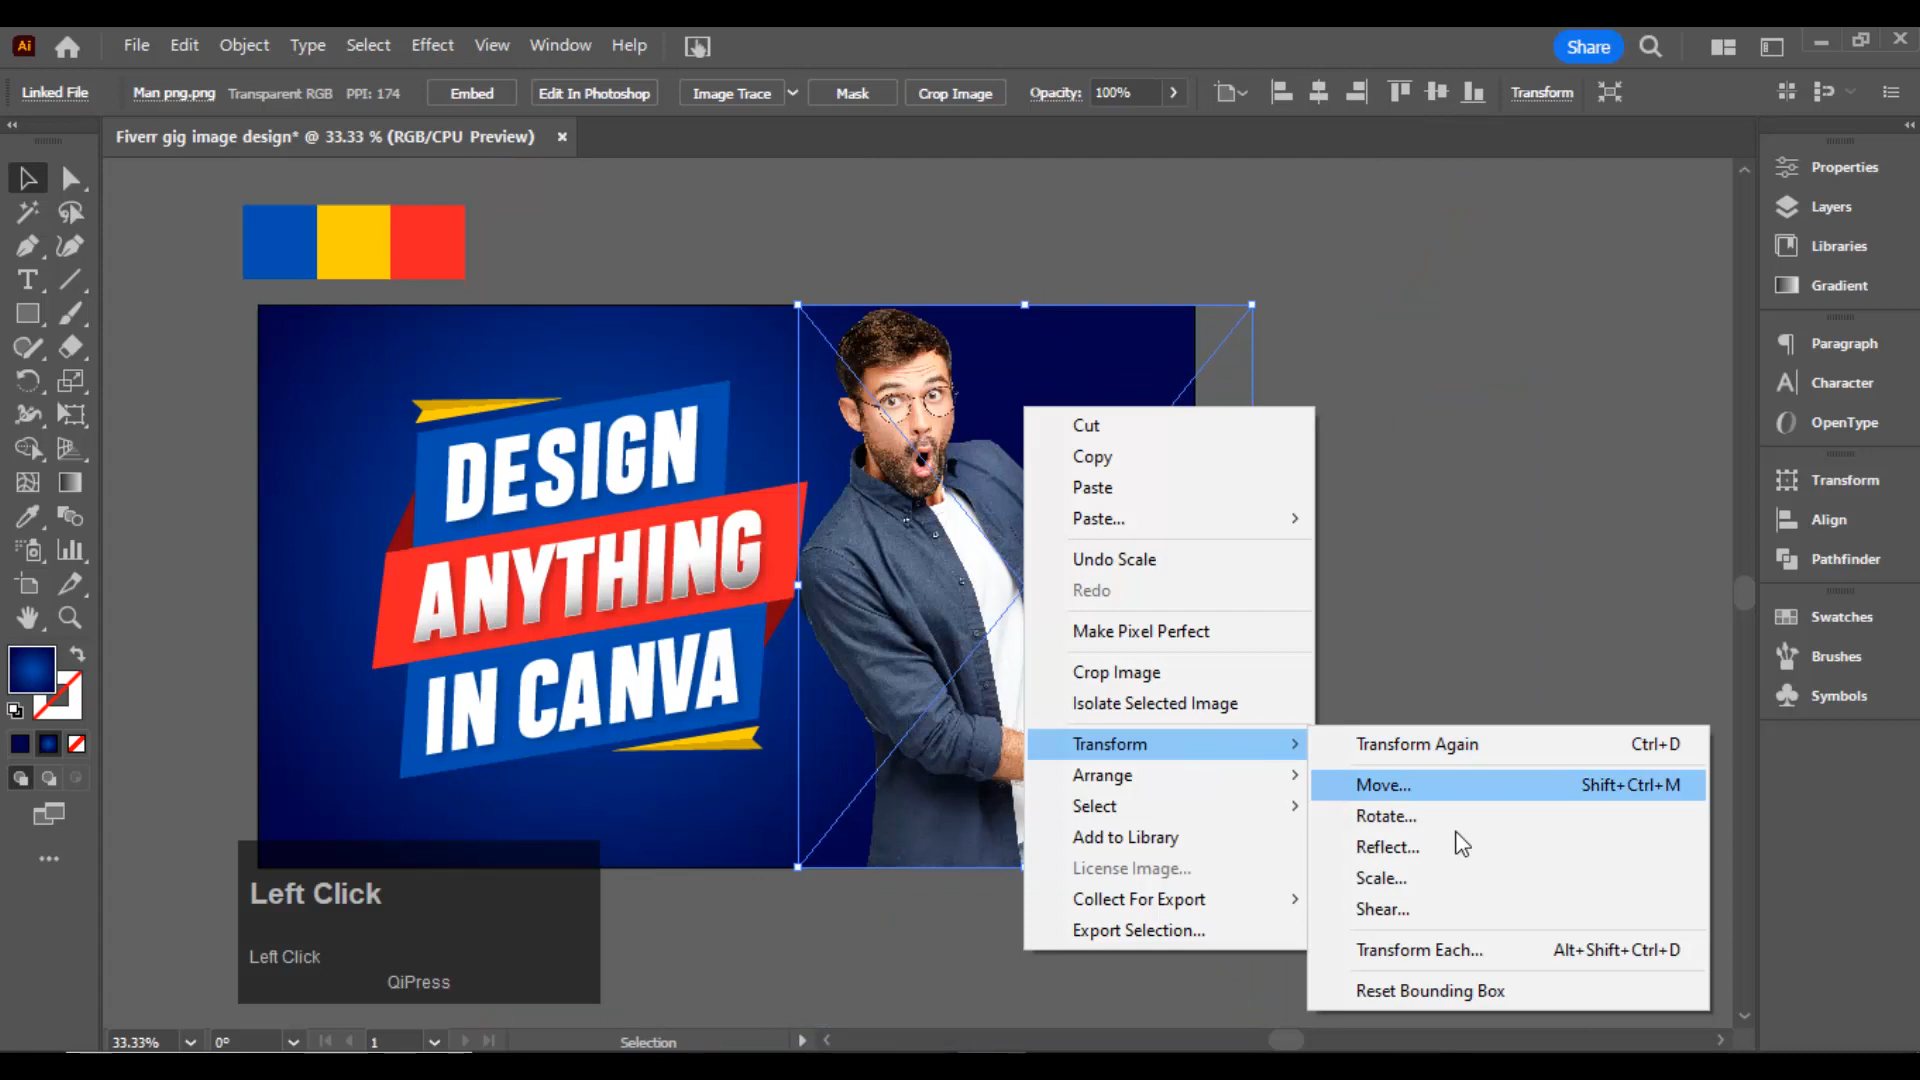 Ai
File Edit Object Type Select Effect View Window Help
Share
Linked File
Man png.png
Transparent RGB
PPI: 174
Embed
Edit In Photoshop
Image Trace
Mask
Crop Image
Opacity:
100%
Transform
Fiverr gig image design* @ 33.33 % (RGB/CPU Preview)
DESIGN
ANYTHING
IN CANVA
Cut
Copy
Paste
Paste...
Undo Scale
Redo
Make Pixel Perfect
Crop Image
Isolate Selected Image
Transform
Arrange
Select
Add to Library
License Image...
Collect For Export
Export Selection...
Transform Again Ctrl+D
Move... Shift+Ctrl+M
Rotate...
Reflect...
Scale...
Shear...
Transform Each... Alt+Shift+Ctrl+D
Reset Bounding Box
Properties
Layers
Libraries
Gradient
Paragraph
Character
OpenType
Transform
Align
Pathfinder
Swatches
Brushes
Symbols
Left Click
Left Click
QiPress
33.33%
0°
1
Selection